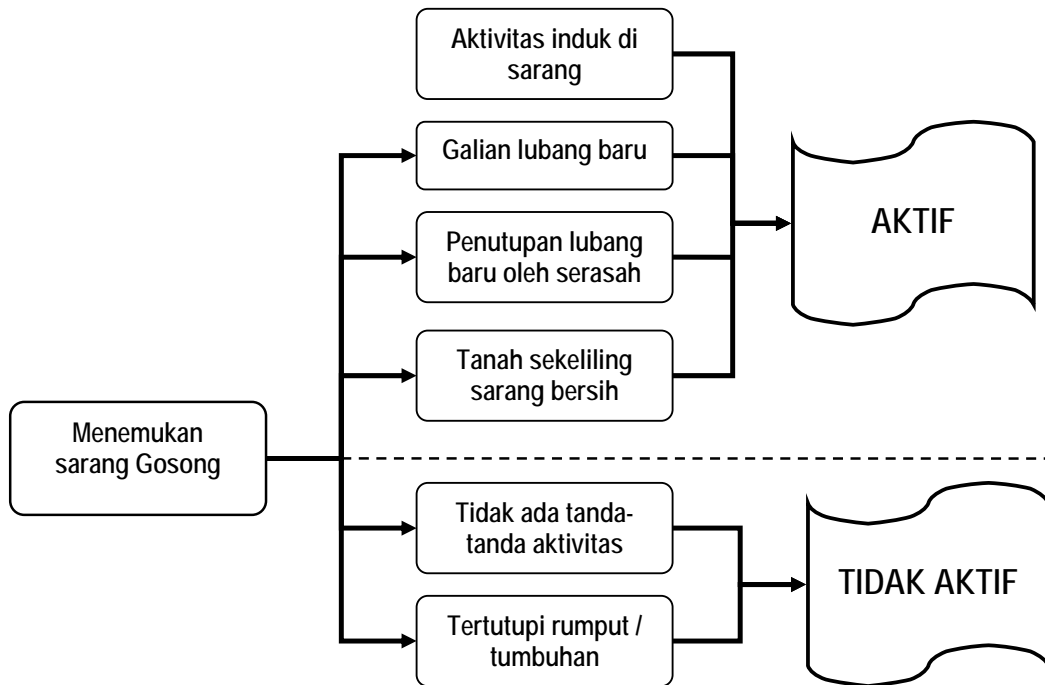 Aktivitas induk di
sarang
Galian lubang baru
Penutupan lubang
baru oleh serasah
Tanah sekeliling
sarang bersih
AKTIF
Menemukan
sarang Gosong
Tidak ada tanda-
tanda aktivitas
Tertutupi rumput /
tumbuhan
TIDAK AKTIF